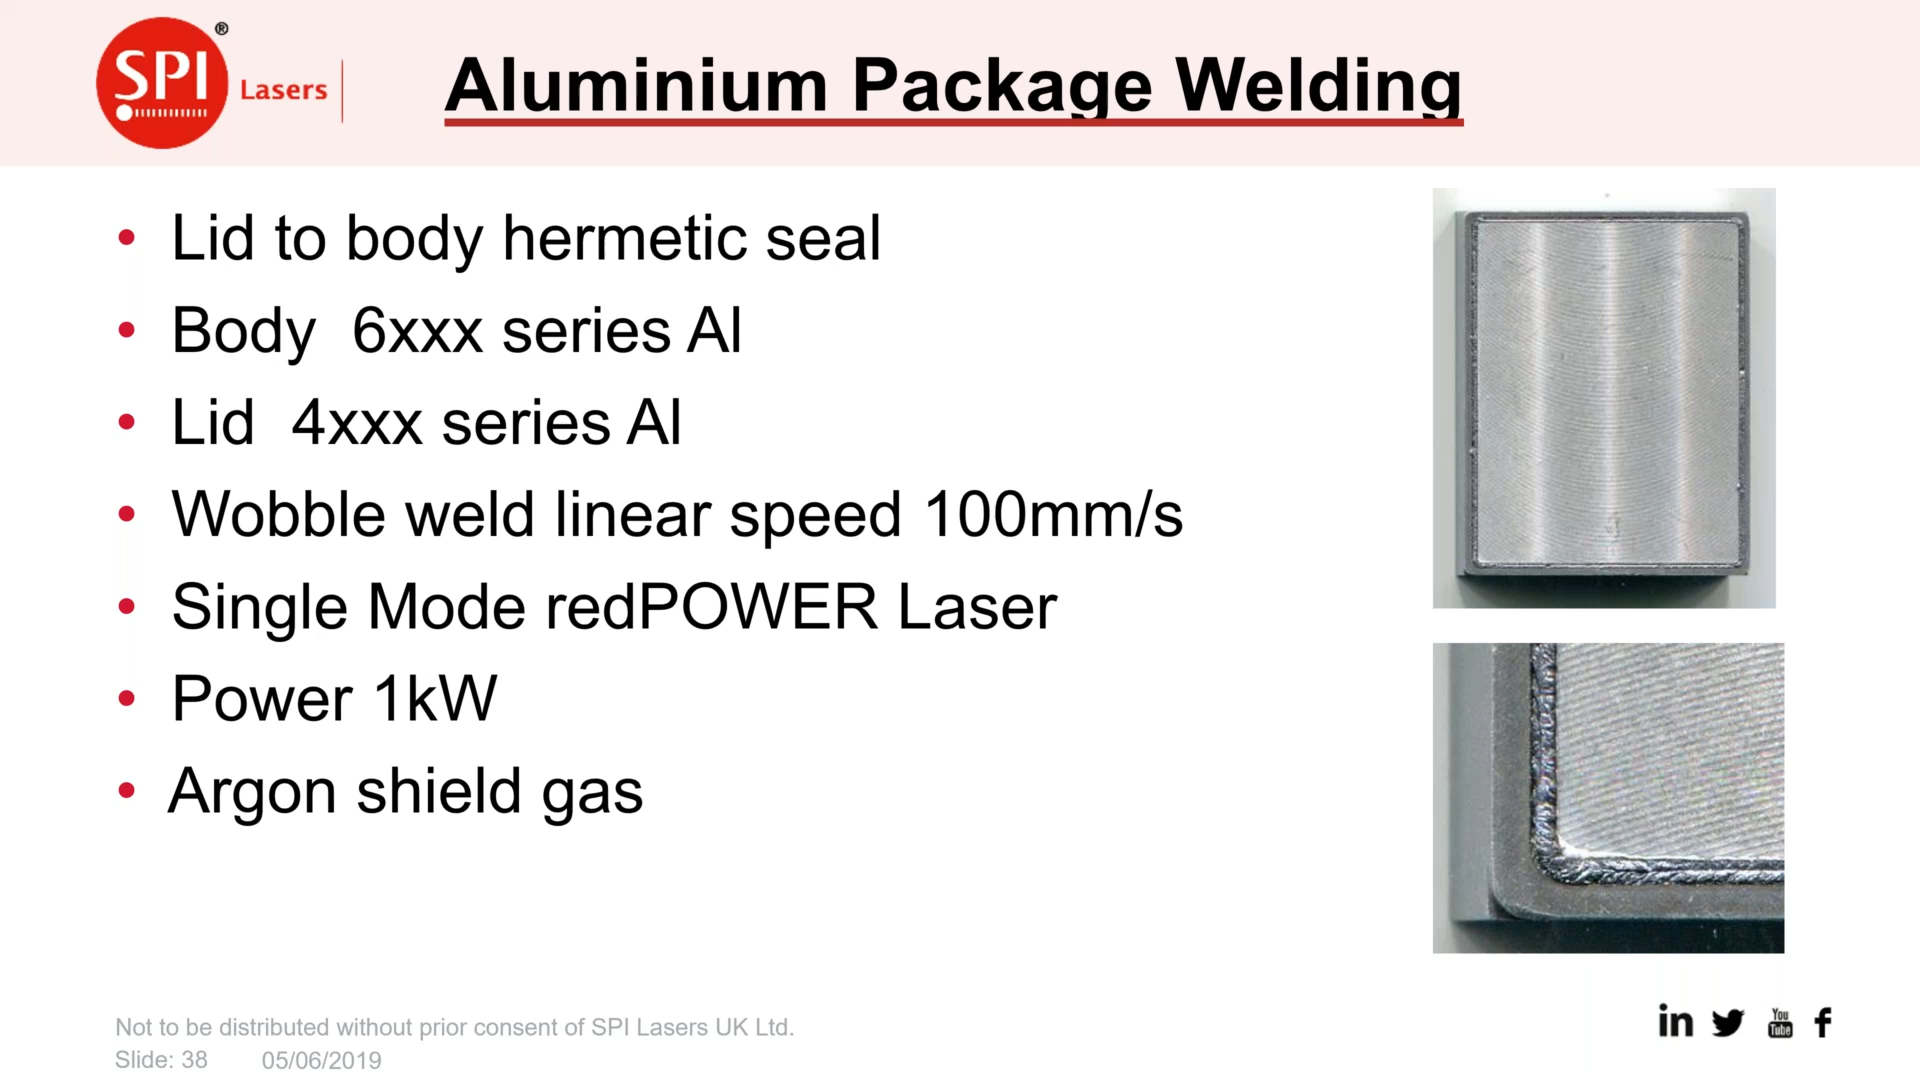 SPI® Lasers
Aluminium Package Welding
• Lid to body hermetic seal
• Body 6xxx series Al
• Lid 4xxx series Al
• Wobble weld linear speed 100mm/s
• Single Mode redPOWER Laser
• Power 1kW
• Argon shield gas
Not to be distributed without prior consent of SPI Lasers UK Ltd.
Slide: 38 05/06/2019
in You Tube f